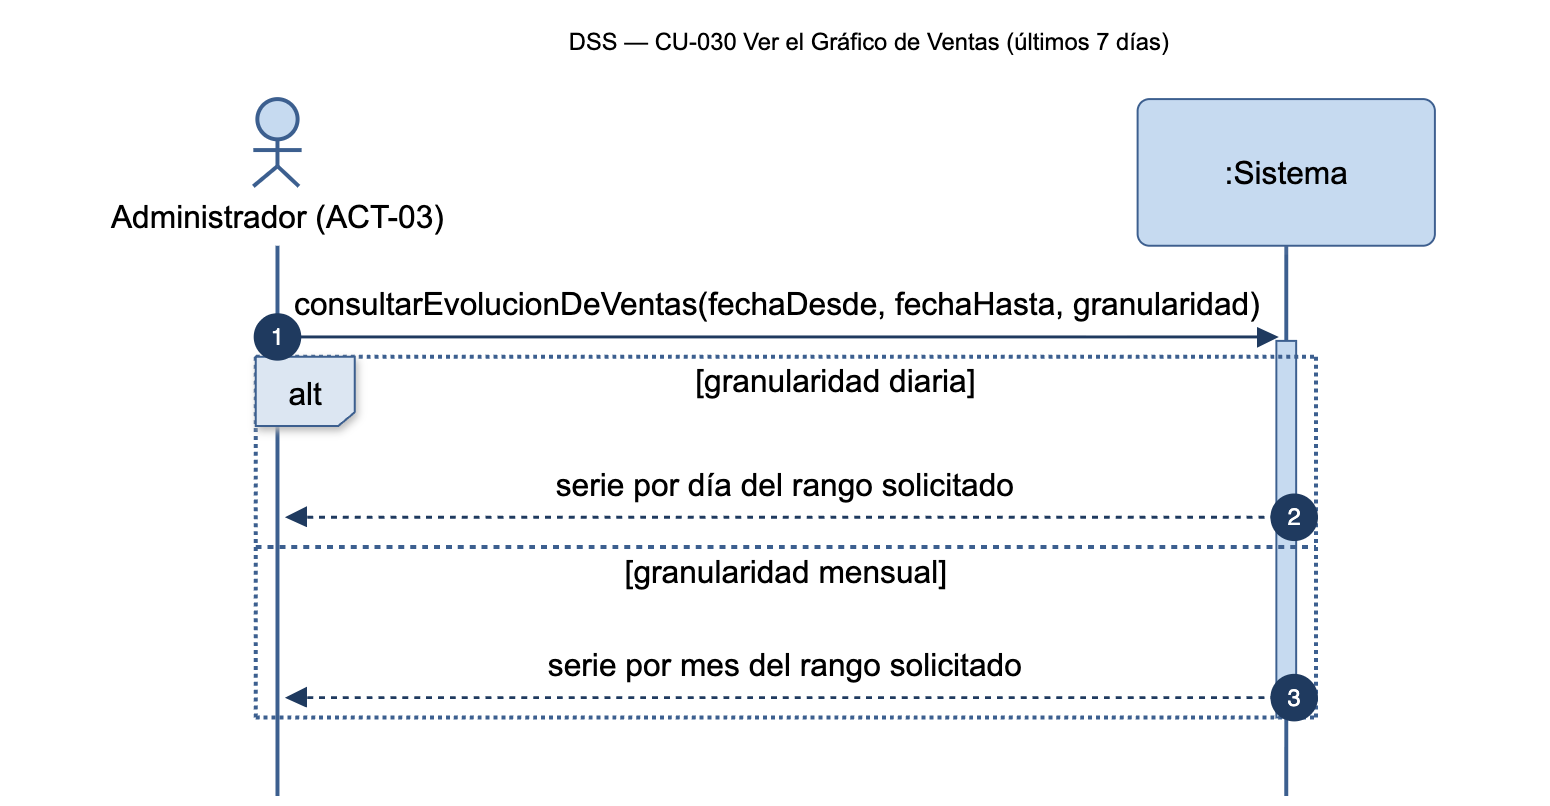 DSS — CU-030 Ver el Gráfico de Ventas (últimos 7 días)
Administrador (ACT-03)
:Sistema
consultarEvolucionDeVentas(fechaDesde, fechaHasta, granularidad)
1
alt
[granularidad diaria]
serie por día del rango solicitado
2
[granularidad mensual]
serie por mes del rango solicitado
3